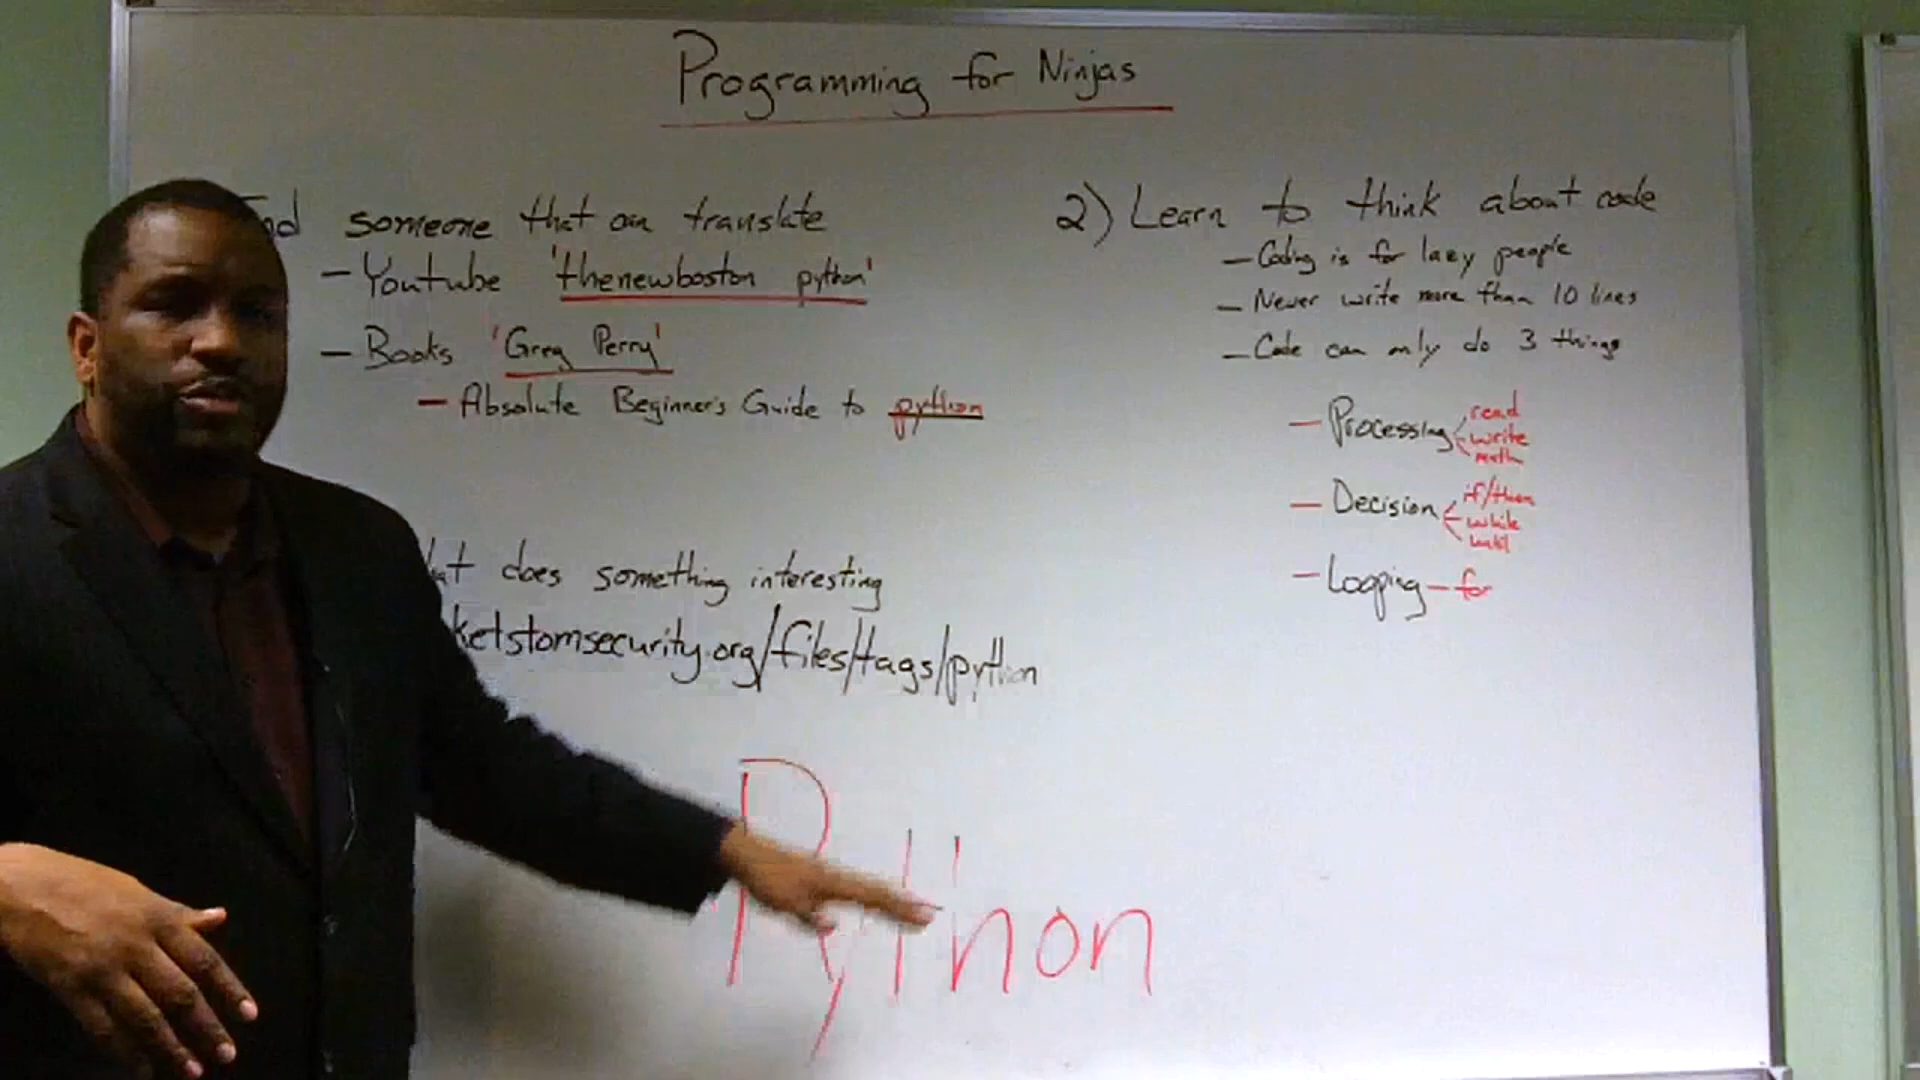 Programming for Ninjas
someone that can translate
- Youtube 'thenewboston python'
- Books 'Greg Perry'
- Absolute Beginner's Guide to python
does something interesting
ketstormsecurity.org/files/tags/python
Python
2) Learn to think about code
- Coding is for lazy people
- Never write more than 10 lines
- Code can only do 3 things
- Processing
read
write
math
- Decision
if/then
while
until
- Looping - for